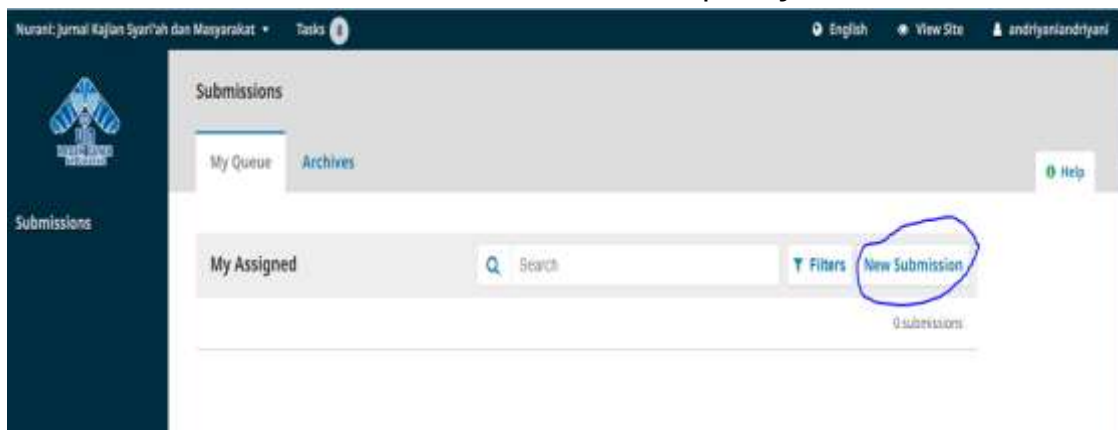 Nurani: Jurnal Kajian Syari'ah dan Masyarakat Tasks English View Site andriyaniandriyani
Submissions
My Queue Archives
Help
Submissions
My Assigned Search Filters New Submission
0 submissions